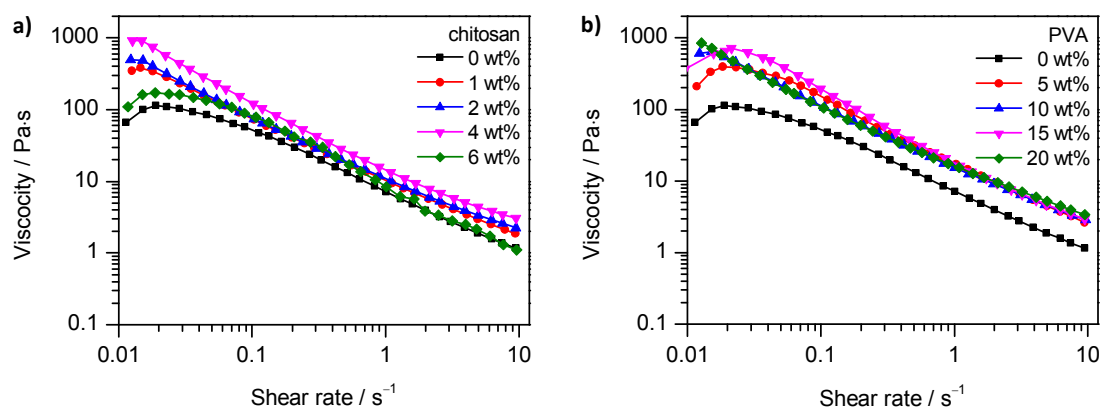 a)
chitosan
0 wt%
1 wt%
2 wt%
4 wt%
6 wt%
1000
100
10
1
0.1
0.01
0.1
1
10
Viscocity / Pa·s
Shear rate / s⁻¹
b)
PVA
0 wt%
5 wt%
10 wt%
15 wt%
20 wt%
1000
100
10
1
0.1
0.01
0.1
1
10
Viscocity / Pa·s
Shear rate / s⁻¹